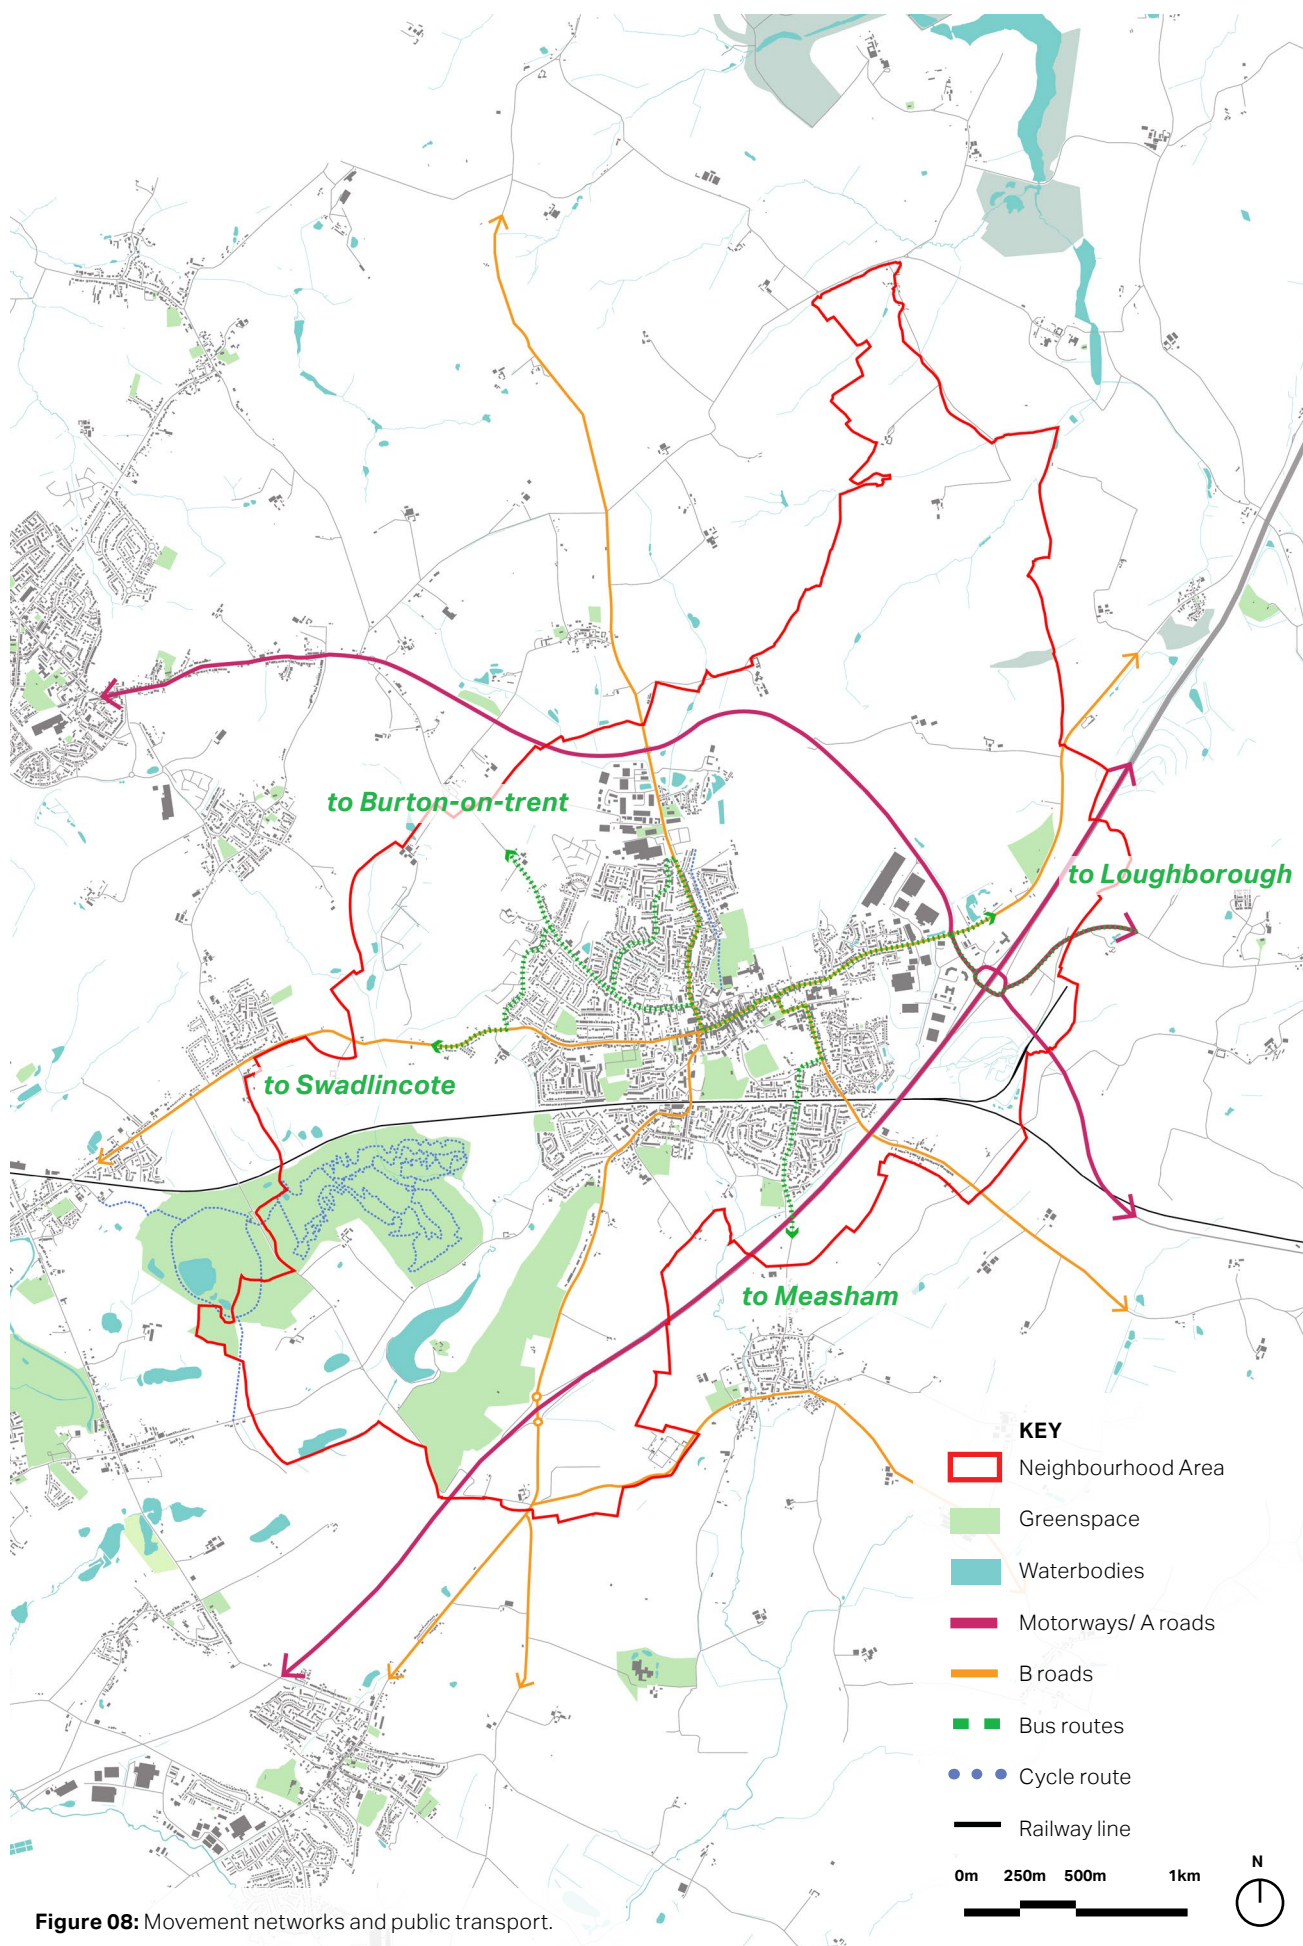 to Burton-on-trent
to Loughborough
to Swadlincote
to Measham
KEY
Neighbourhood Area
Greenspace
Waterbodies
Motorways/ A roads
B roads
Bus routes
Cycle route
Railway line
0m 250m 500m 1km
N
Figure 08: Movement networks and public transport.